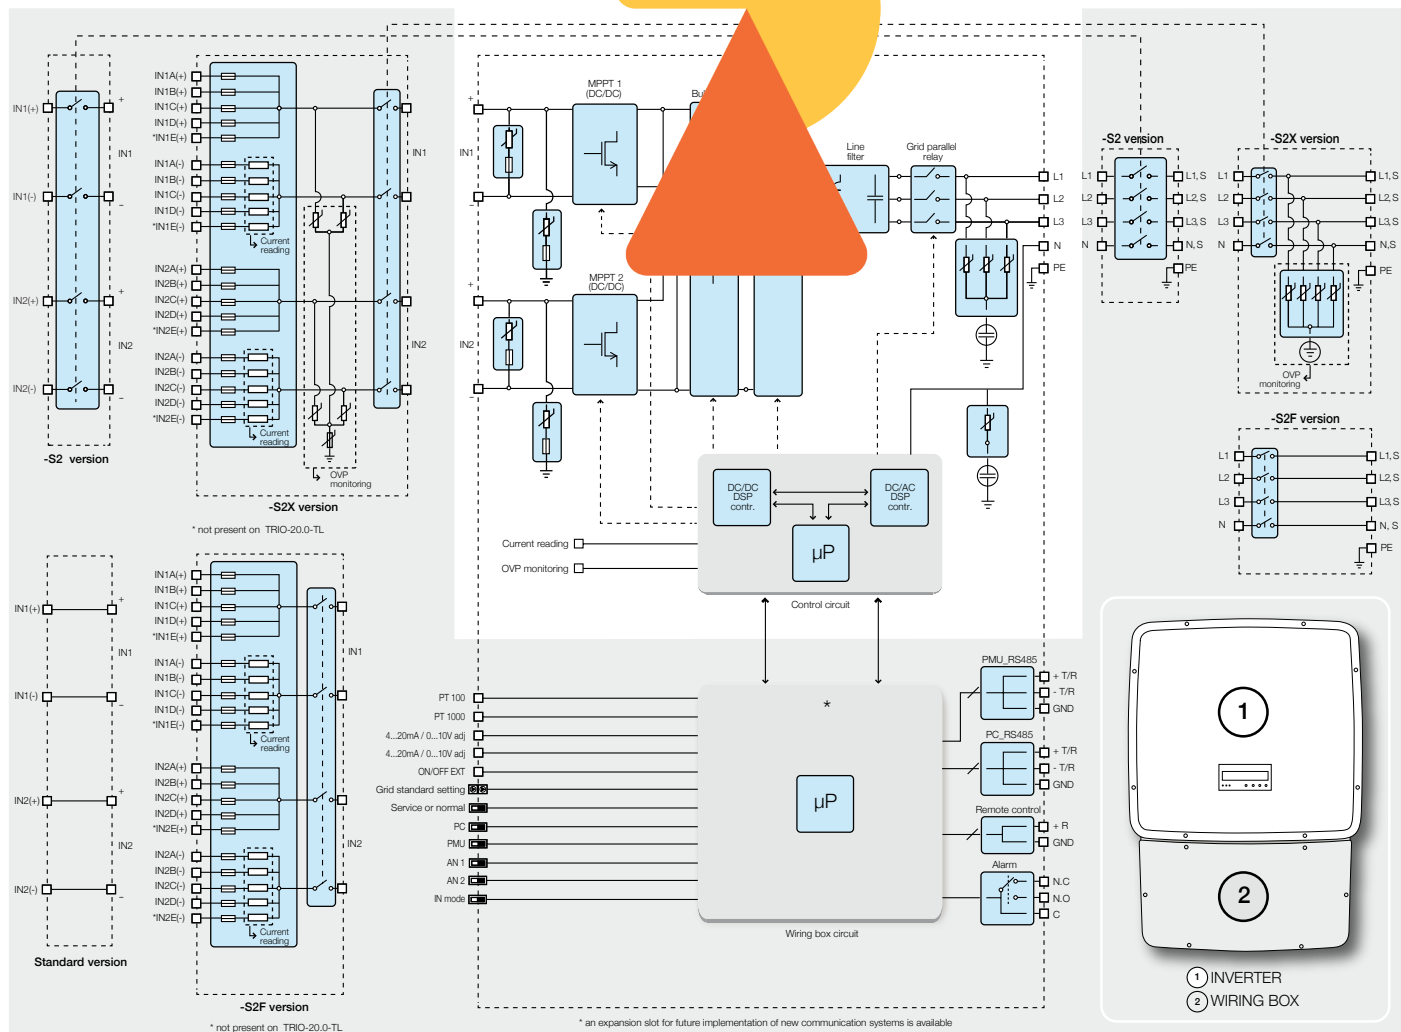 IN1(+)
+
IN1
IN1(-)
−
IN2(+)
+
IN2
IN2(-)
−
-S2 version
IN1A(+)
IN1B(+)
IN1C(+)
IN1D(+)
*IN1E(+)
IN1A(-)
IN1B(-)
IN1C(-)
IN1D(-)
*IN1E(-)
Current
reading
IN1
IN2A(+)
IN2B(+)
IN2C(+)
IN2D(+)
*IN2E(+)
IN2
IN2A(-)
IN2B(-)
IN2C(-)
IN2D(-)
*IN2E(-)
Current
reading
OVP
monitoring
-S2X version
* not present on TRIO-20.0-TL
IN1(+)
+
IN1
IN1(-)
−
IN2(+)
+
IN2
IN2(-)
−
Standard version
IN1A(+)
IN1B(+)
IN1C(+)
IN1D(+)
*IN1E(+)
IN1
IN1A(-)
IN1B(-)
IN1C(-)
IN1D(-)
*IN1E(-)
Current
reading
IN2A(+)
IN2B(+)
IN2C(+)
IN2D(+)
*IN2E(+)
IN2
IN2A(-)
IN2B(-)
IN2C(-)
IN2D(-)
*IN2E(-)
Current
reading
-S2F version
* not present on TRIO-20.0-TL
+
IN1
−
MPPT 1
(DC/DC)
+
IN2
−
MPPT 2
(DC/DC)
Line
filter
Grid parallel
relay
L1
L2
L3
N
PE
DC/DC
DSP
contr.
DC/AC
DSP
contr.
µP
Current reading
OVP monitoring
Control circuit
PT 100
PT 1000
4...20mA / 0...10V adj
4...20mA / 0...10V adj
ON/OFF EXT
Grid standard setting
Service or normal
PC
PMU
AN 1
AN 2
IN mode
*
µP
Wiring box circuit
PMU_RS485
+ T/R
- T/R
GND
PC_RS485
+ T/R
- T/R
GND
Remote control
+ R
GND
Alarm
N.C
N.O
C
* an expansion slot for future implementation of new communication systems is available
-S2 version
L1
L2
L3
N
L1, S
L2, S
L3, S
N, S
PE
-S2X version
L1
L2
L3
N
L1, S
L2, S
L3, S
N,S
PE
OVP
monitoring
-S2F version
L1
L2
L3
N
L1, S
L2, S
L3, S
N, S
PE
1
2
1 INVERTER
2 WIRING BOX